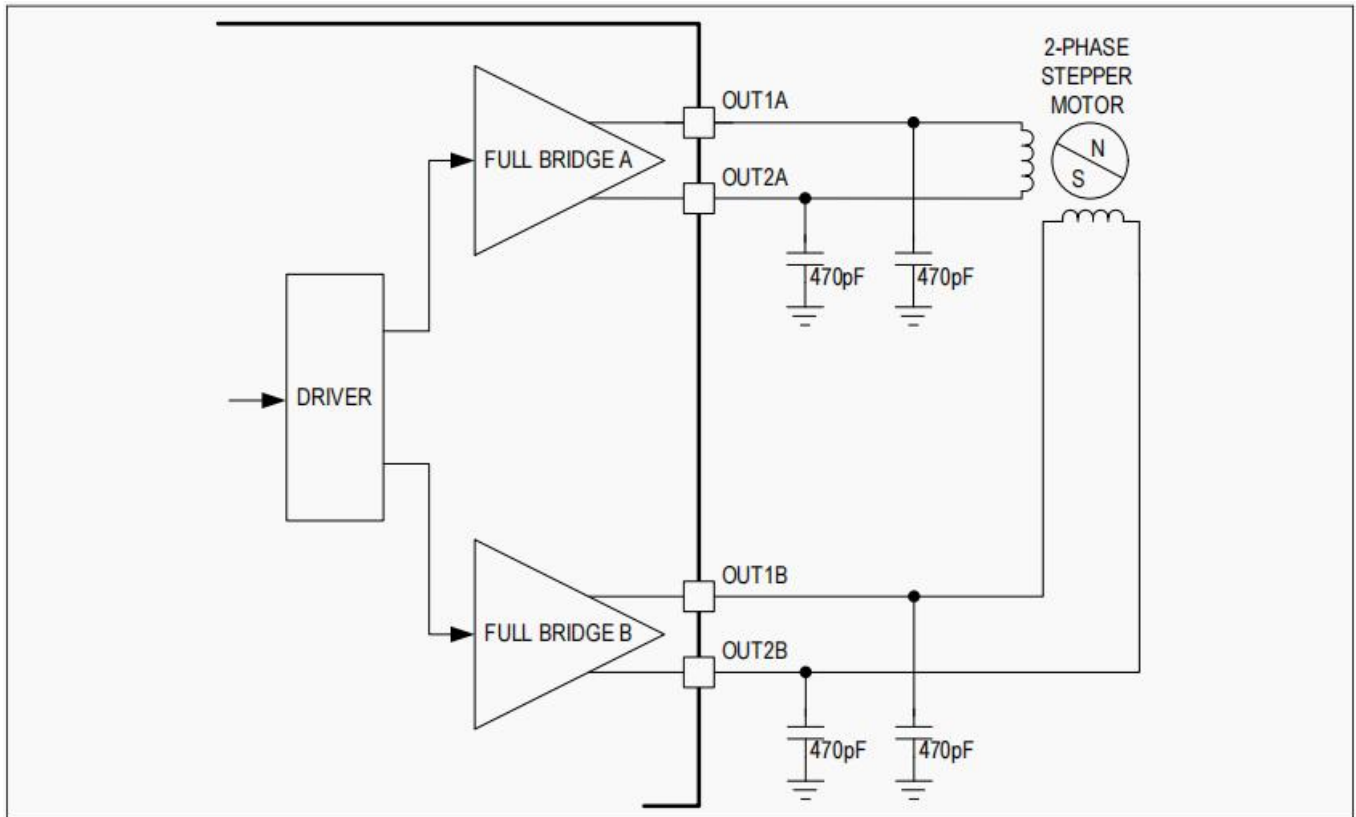 2-PHASE
STEPPER
MOTOR
OUT1A
FULL BRIDGE A
N
S
OUT2A
470pF
470pF
DRIVER
OUT1B
FULL BRIDGE B
OUT2B
470pF
470pF